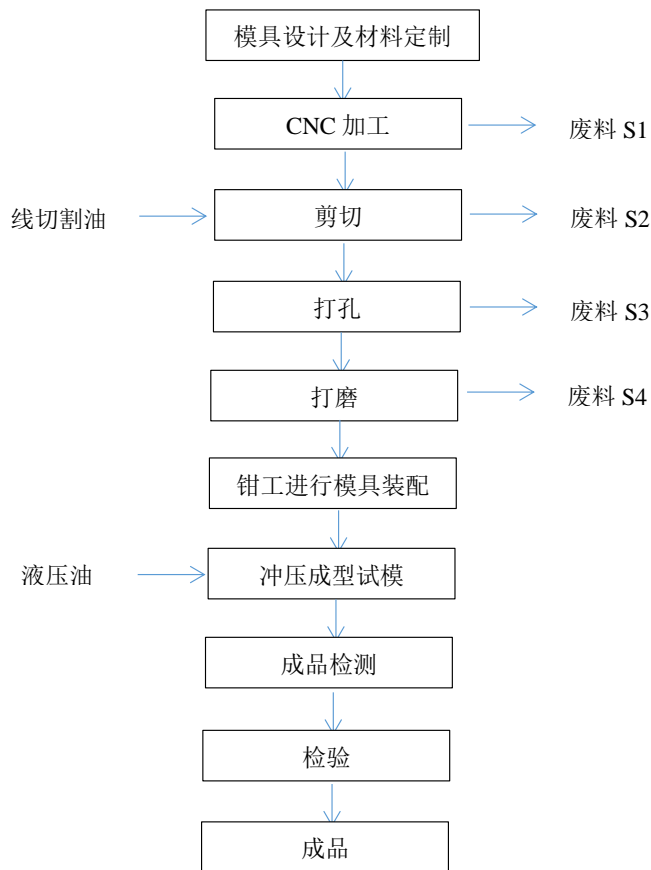 模具设计及材料定制
CNC 加工
废料 S1
线切割油
剪切
废料 S2
打孔
废料 S3
打磨
废料 S4
钳工进行模具装配
液压油
冲压成型试模
成品检测
检验
成品